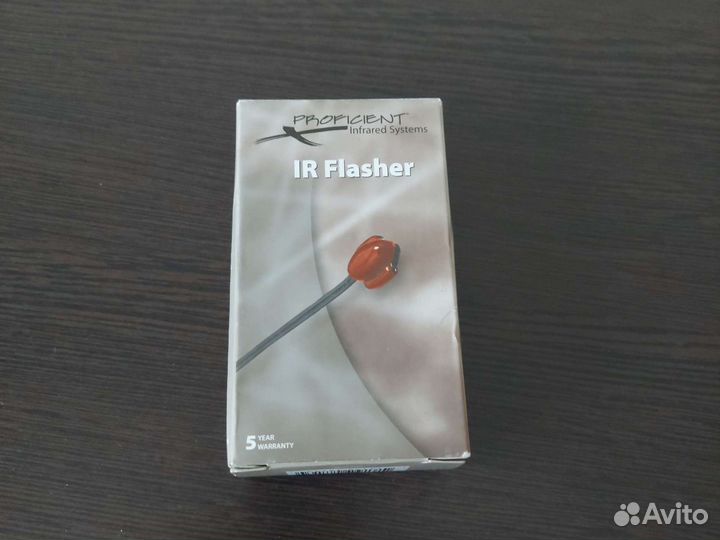 PROFICIENT
Infrared Systems
IR Flasher
5 YEAR
WARRANTY
Avito